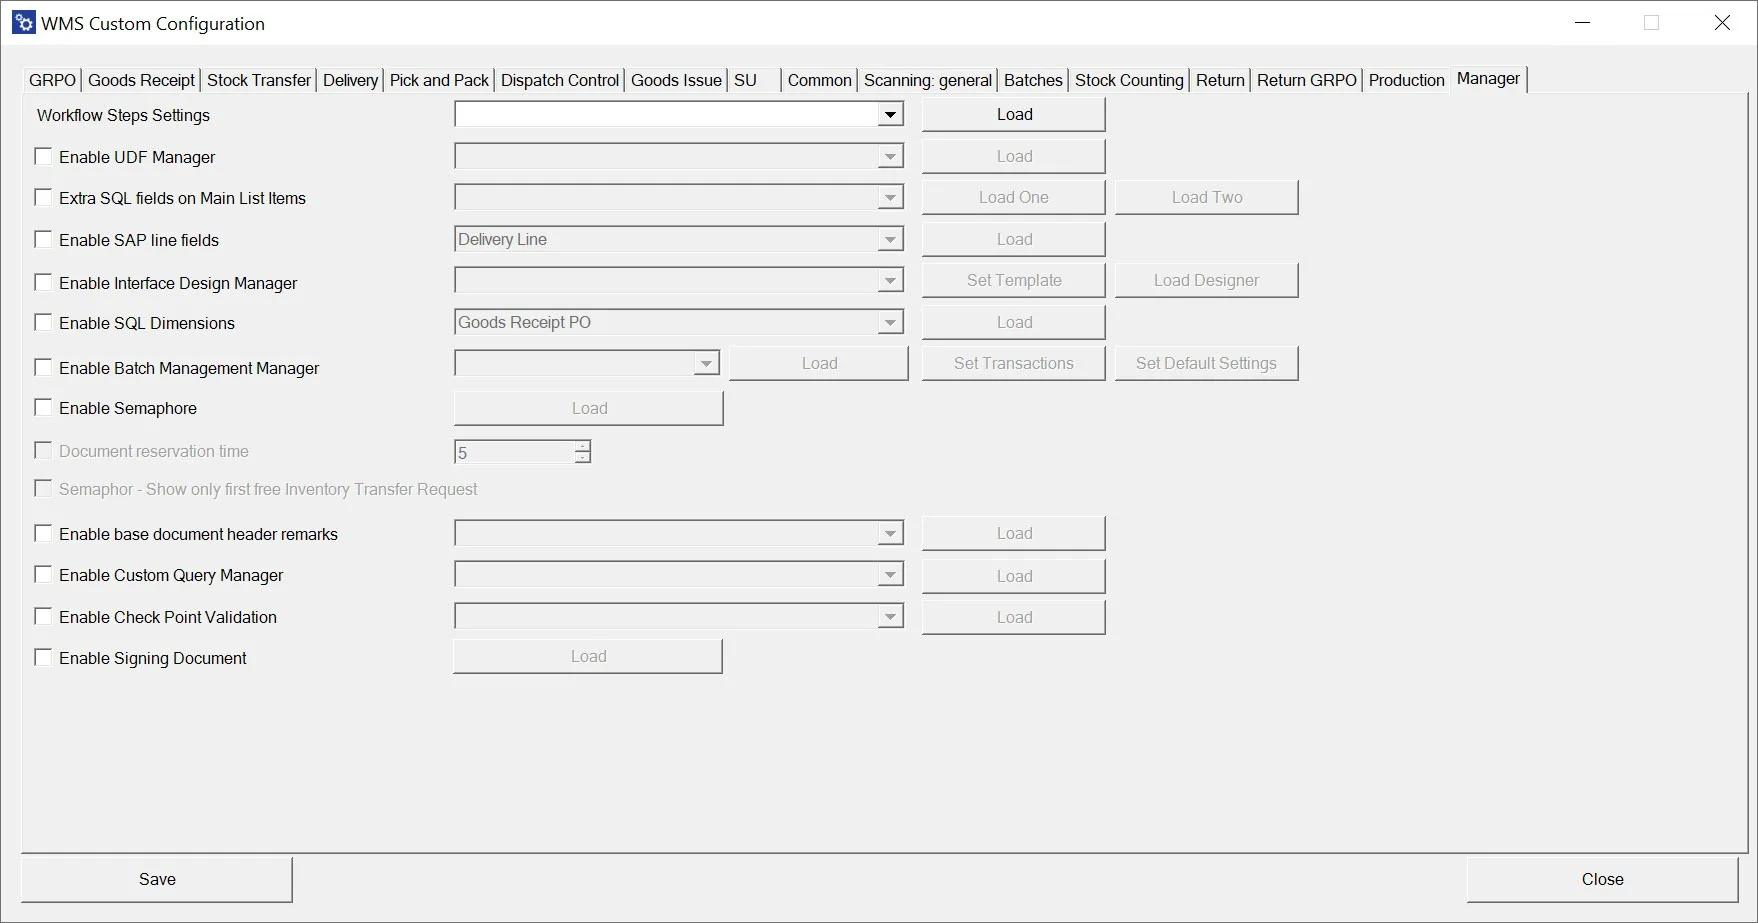 WMS Custom Configuration
GRPO Goods Receipt Stock Transfer Delivery Pick and Pack Dispatch Control Goods Issue SU Common Scanning: general Batches Stock Counting Return Return GRPO Production Manager
Workflow Steps Settings Load
Enable UDF Manager Load
Extra SQL fields on Main List Items Load One Load Two
Enable SAP line fields Delivery Line Load
Enable Interface Design Manager Set Template Load Designer
Enable SQL Dimensions Goods Receipt PO Load
Enable Batch Management Manager Load Set Transactions Set Default Settings
Enable Semaphore Load
Document reservation time 5
Semaphor - Show only first free Inventory Transfer Request
Enable base document header remarks Load
Enable Custom Query Manager Load
Enable Check Point Validation Load
Enable Signing Document Load
Save Close